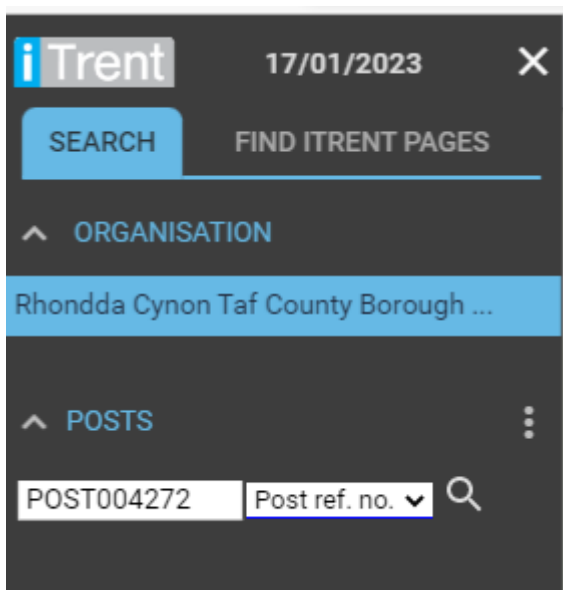 iTrent 17/01/2023
SEARCH FIND ITRENT PAGES
ORGANISATION
Rhondda Cynon Taf County Borough ...
POSTS
POST004272 Post ref. no.